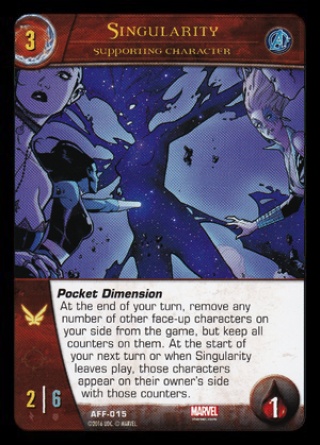 3
SINGULARITY
SUPPORTING CHARACTER
Pocket Dimension
At the end of your turn, remove any
number of other face-up characters on
your side from the game, but keep all
counters on them. At the start of
your next turn or when Singularity
leaves play, those characters
appear on their owner's side
with those counters.
2 | 6
AFF-015
©2016 UDC. © MARVEL
MARVEL
1